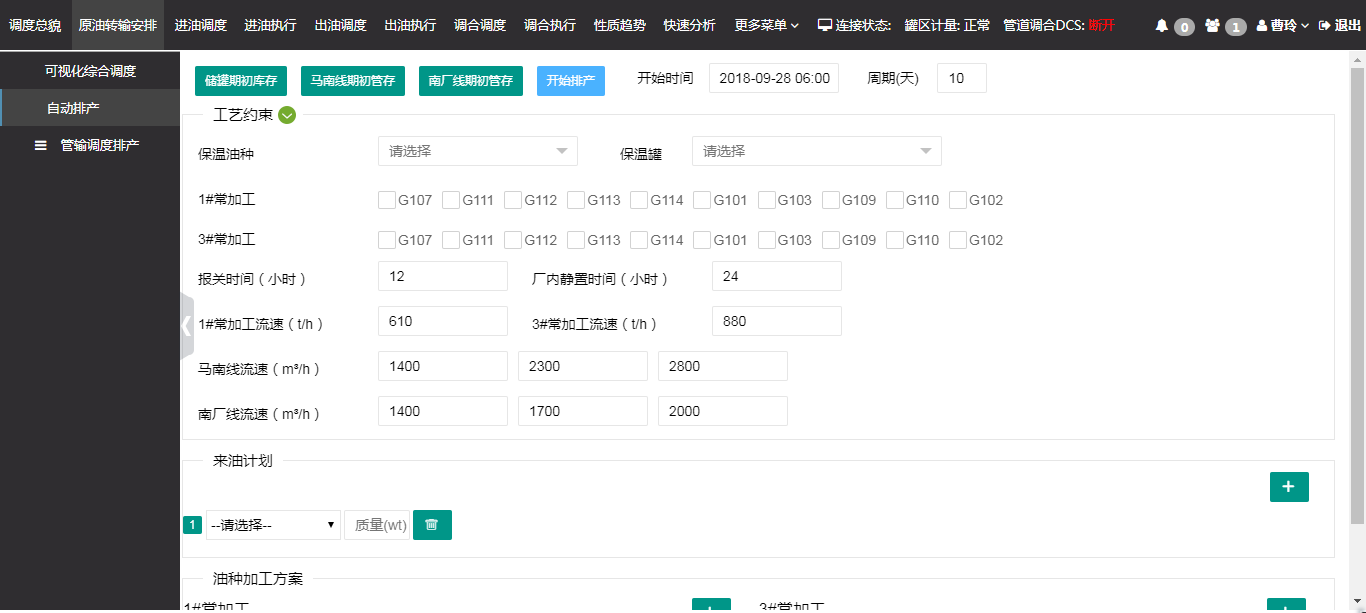 调度总貌 原油转输安排 进油调度 进油执行 出油调度 出油执行 调合调度 调合执行 性质趋势 快速分析 更多菜单 连接状态: 罐区计量: 正常 管道调合DCS: 断开 0 1 曹玲 退出
可视化综合调度
自动排产
管输调度排产
储罐期初库存 马南线期初管存 南厂线期初管存 开始排产 开始时间 2018-09-28 06:00 周期(天) 10
工艺约束
保温油种 请选择 保温罐 请选择
1#常加工 G107 G111 G112 G113 G114 G101 G103 G109 G110 G102
3#常加工 G107 G111 G112 G113 G114 G101 G103 G109 G110 G102
报关时间（小时） 12 厂内静置时间（小时） 24
1#常加工流速（t/h） 610 3#常加工流速（t/h） 880
马南线流速（m³/h） 1400 2300 2800
南厂线流速（m³/h） 1400 1700 2000
来油计划
+
1 --请选择-- 质量(wt)
油种加工方案
1#常加工 + 3#常加工 +